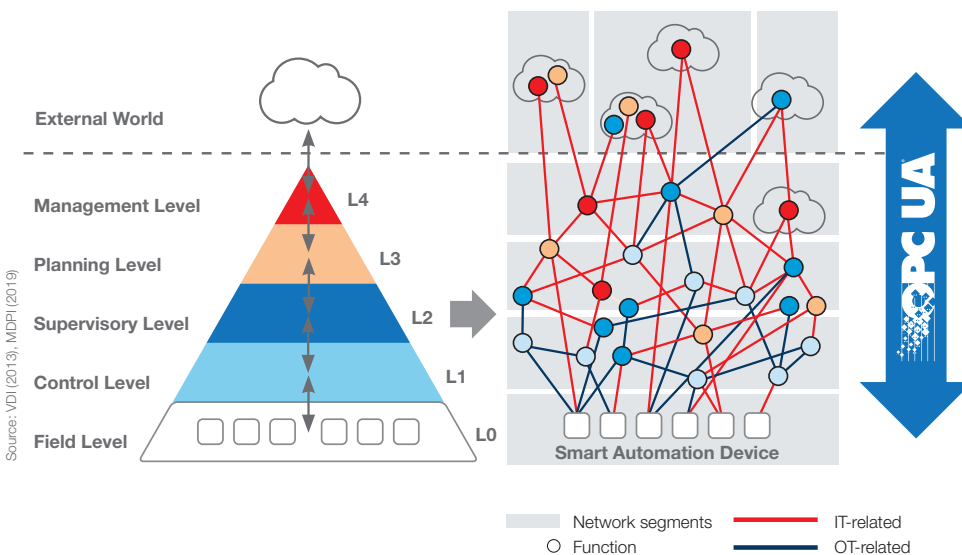 External World
Management Level
L4
Planning Level
L3
Supervisory Level
L2
Control Level
L1
Field Level
L0
Source: VDI (2013), MDPI (2019)
Smart Automation Device
OPC UA
Network segments
IT-related
Function
OT-related